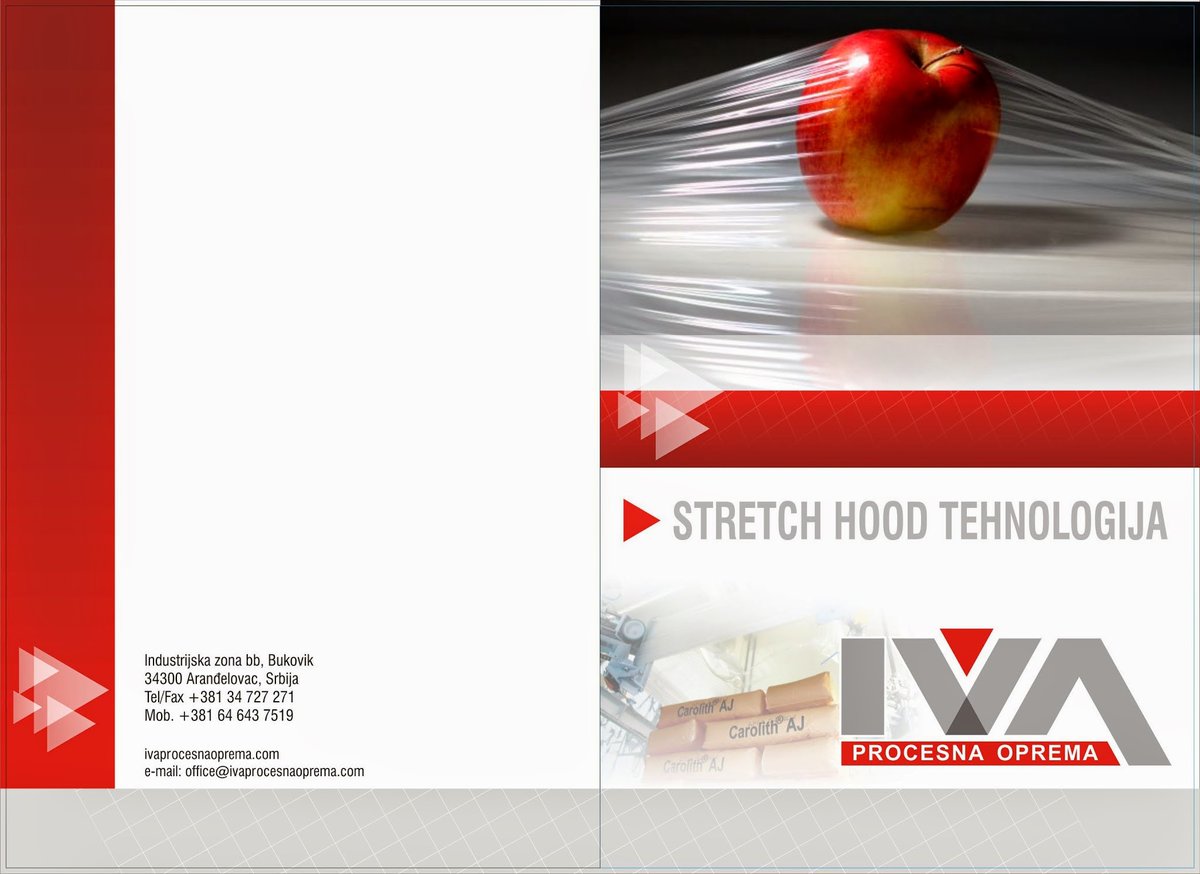 Industrijska zona bb, Bukovik
34300 Aranđelovac, Srbija
Tel/Fax +381 34 727 271
Mob. +381 64 643 7519
ivaprocesnaoprema.com
e-mail: office@ivaprocesnaoprema.com
STRETCH HOOD TEHNOLOGIJA
Carolith® AJ
Carolith® AJ
Carolith® AJ
IVA
PROCESNA OPREMA